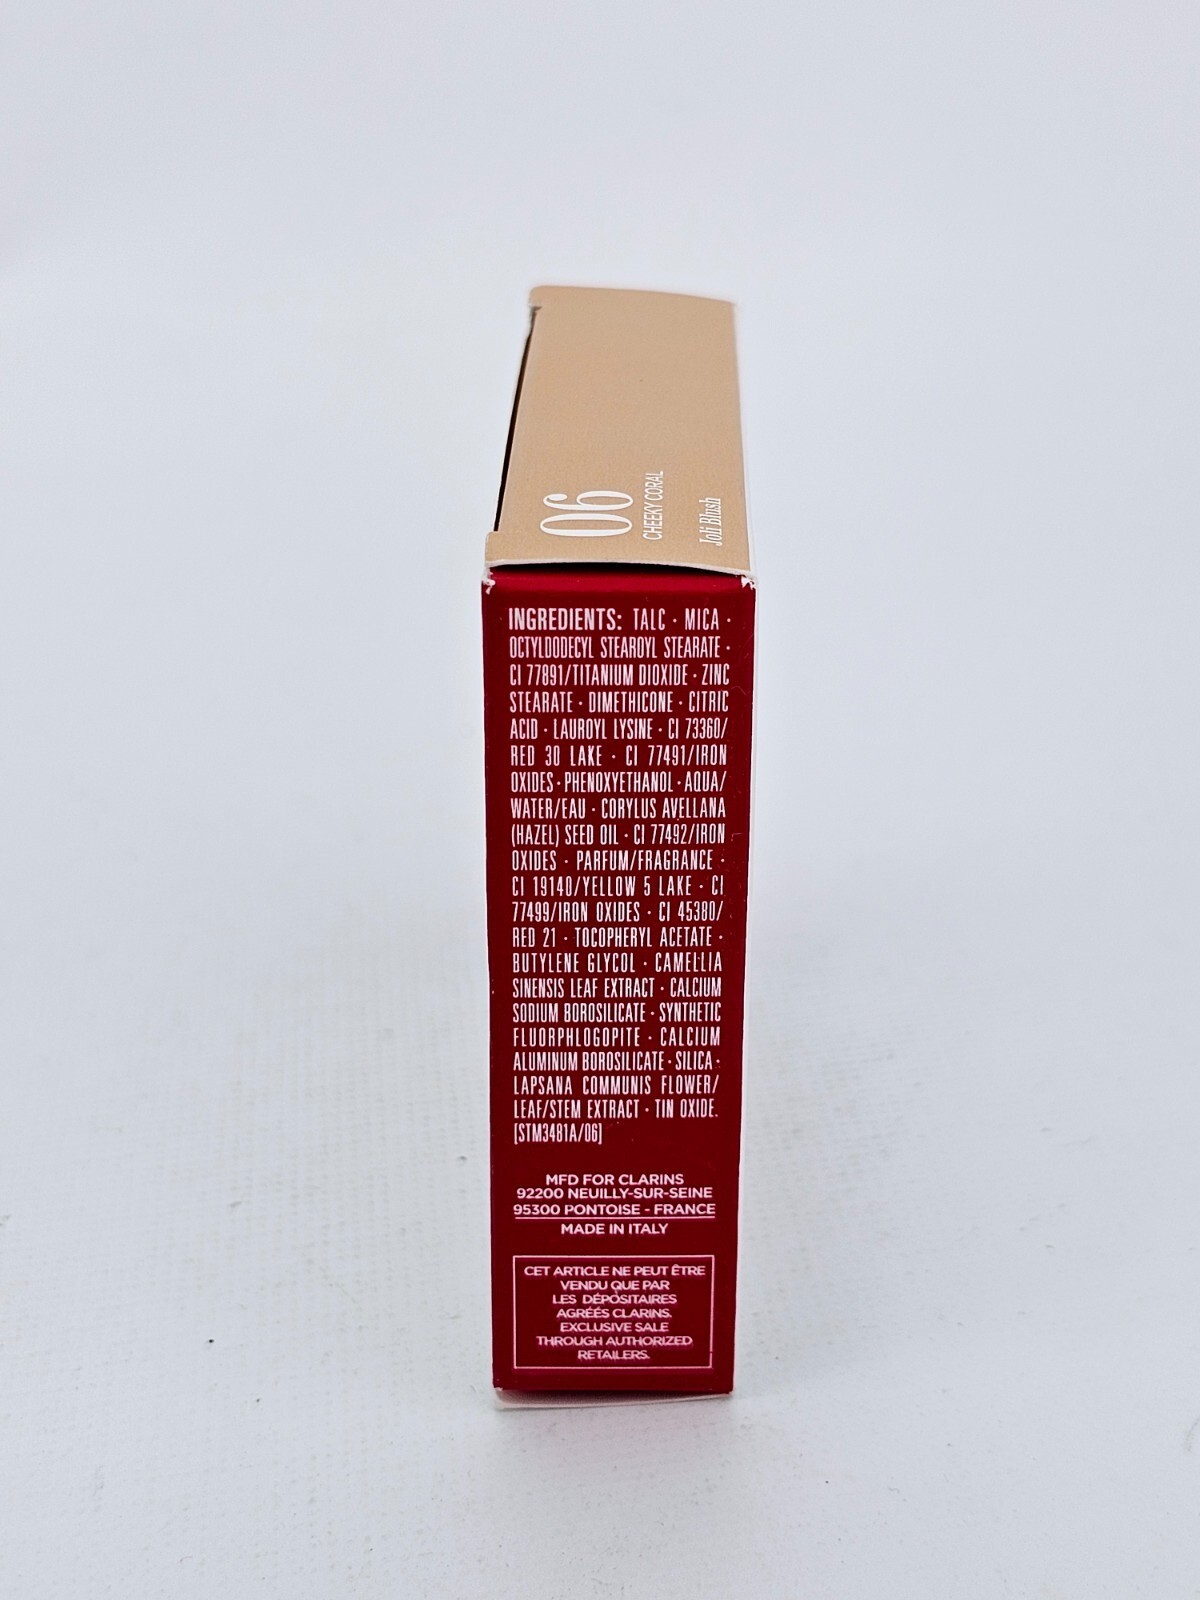 06
CHEEKY CORAL
Joli Blush
INGREDIENTS: TALC · MICA ·
OCTYLDODECYL STEAROYL STEARATE ·
CI 77891/TITANIUM DIOXIDE · ZINC
STEARATE · DIMETHICONE · CITRIC
ACID · LAUROYL LYSINE · CI 73360/
RED 30 LAKE · CI 77491/IRON
OXIDES · PHENOXYETHANOL · AQUA/
WATER/EAU · CORYLUS AVELLANA
(HAZEL) SEED OIL · CI 77492/IRON
OXIDES · PARFUM/FRAGRANCE ·
CI 19140/YELLOW 5 LAKE · CI
77499/IRON OXIDES · CI 45380/
RED 21 · TOCOPHERYL ACETATE ·
BUTYLENE GLYCOL · CAMELLIA
SINENSIS LEAF EXTRACT · CALCIUM
SODIUM BOROSILICATE · SYNTHETIC
FLUORPHLOGOPITE · CALCIUM
ALUMINUM BOROSILICATE · SILICA ·
LAPSANA COMMUNIS FLOWER/
LEAF/STEM EXTRACT · TIN OXIDE.
[STM3481A/06]
MFD FOR CLARINS
92200 NEUILLY-SUR-SEINE
95300 PONTOISE - FRANCE
MADE IN ITALY
CET ARTICLE NE PEUT ÊTRE
VENDU QUE PAR
LES DÉPOSITAIRES
AGRÉÉS CLARINS.
EXCLUSIVE SALE
THROUGH AUTHORIZED
RETAILERS.